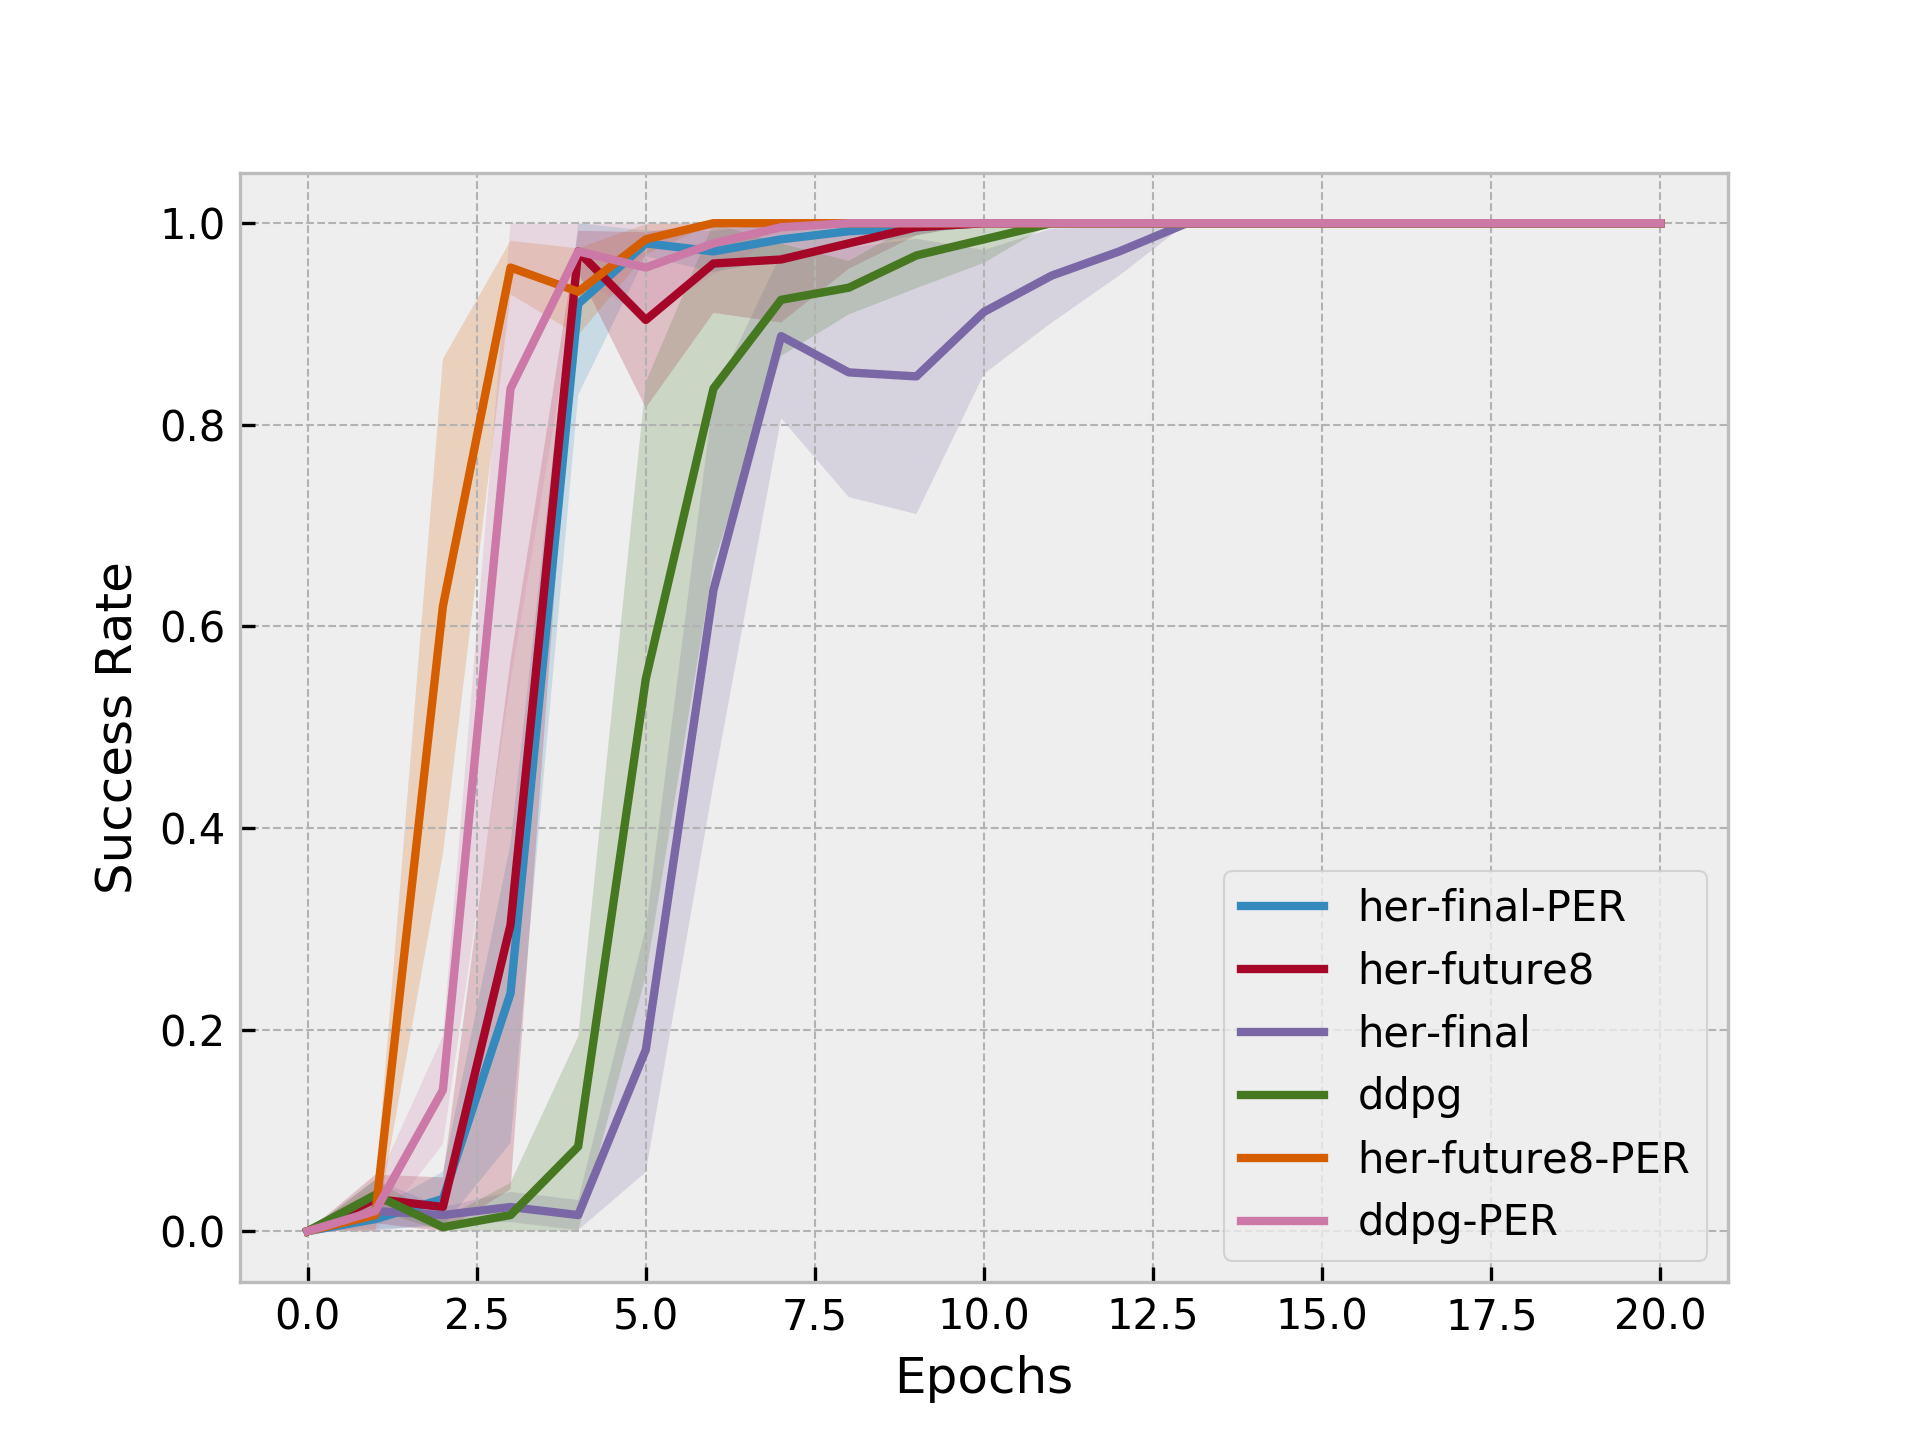 1.0
0.8
0.6
0.4
0.2
0.0
Success Rate
0.0 2.5 5.0 7.5 10.0 12.5 15.0 17.5 20.0
Epochs
her-final-PER
her-future8
her-final
ddpg
her-future8-PER
ddpg-PER